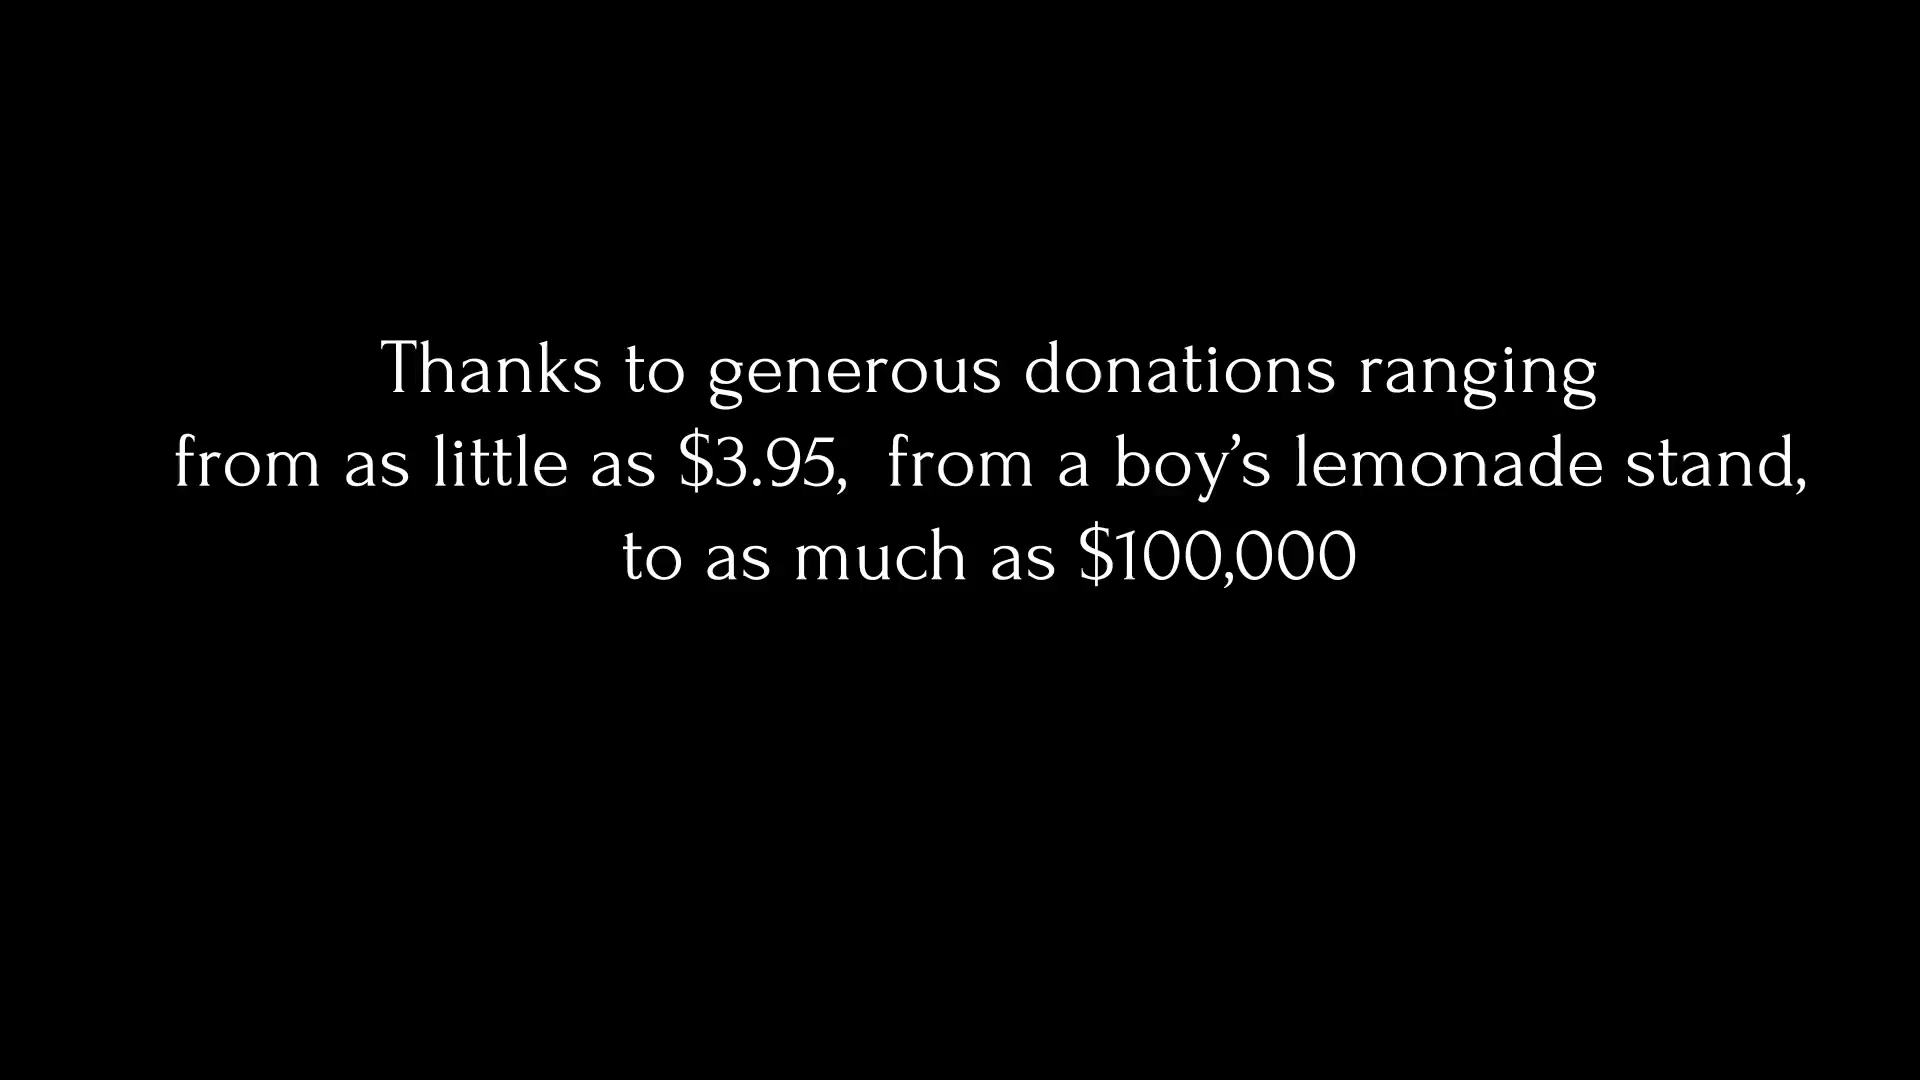 Thanks to generous donations ranging
from as little as $3.95,  from a boy’s lemonade stand,
to as much as $100,000